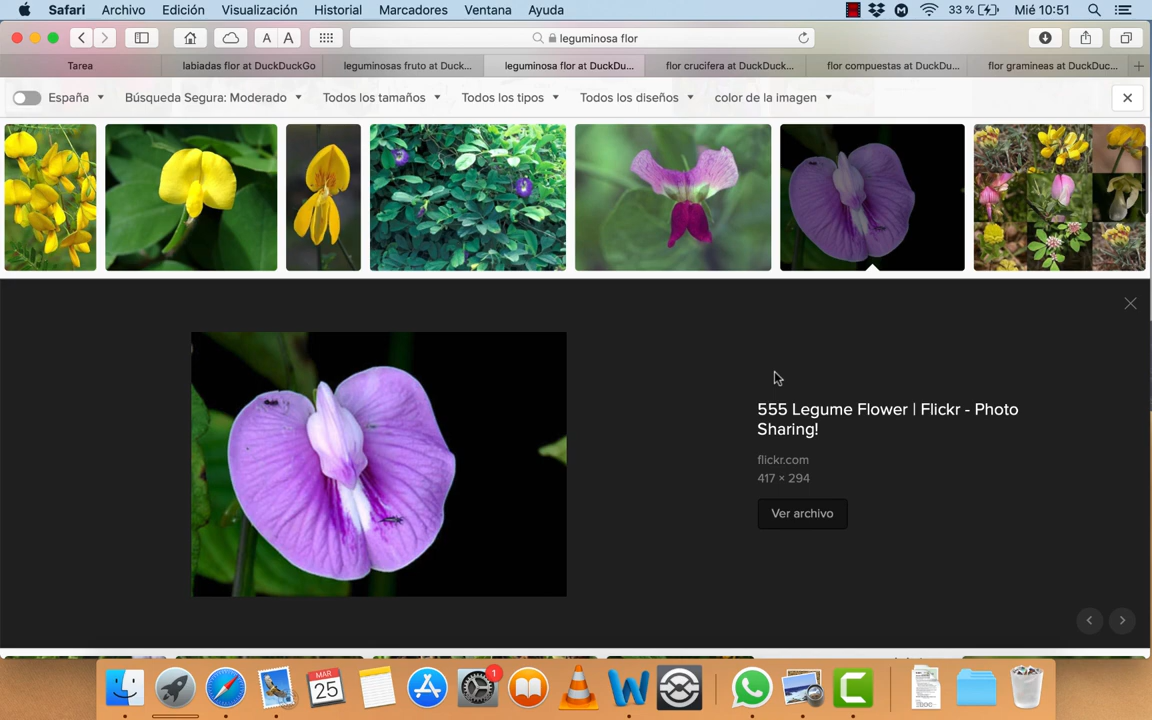 Safari Archivo Edición Visualización Historial Marcadores Ventana Ayuda 33 % Mié 10:51
A A leguminosa flor
Tarea labiadas flor at DuckDuckGo leguminosas fruto at Duck... leguminosa flor at DuckDu... flor crucifera at DuckDuck... flor compuestas at DuckDu... flor gramineas at DuckDuc...
España Búsqueda Segura: Moderado Todos los tamaños Todos los tipos Todos los diseños color de la imagen
555 Legume Flower | Flickr - Photo
Sharing!
flickr.com
417 × 294
Ver archivo
MAR
25
1